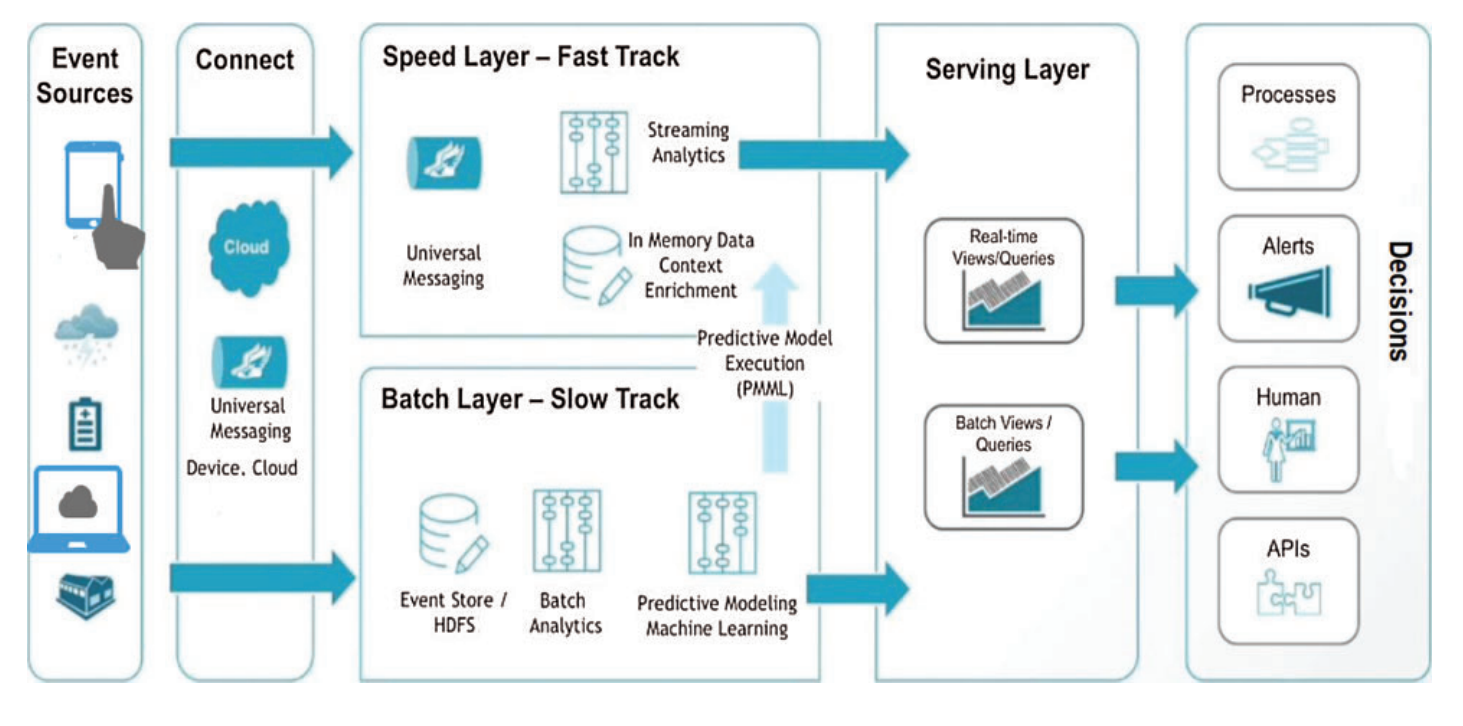 Event
Sources
Connect
Cloud
Universal
Messaging
Device. Cloud
Speed Layer – Fast Track
Universal
Messaging
Streaming
Analytics
In Memory Data
Context
Enrichment
Predictive Model
Execution
(PMML)
Batch Layer – Slow Track
Event Store /
HDFS
Batch
Analytics
Predictive Modeling
Machine Learning
Serving Layer
Real-time
Views/Queries
Batch Views /
Queries
Processes
Alerts
Human
APIs
Decisions